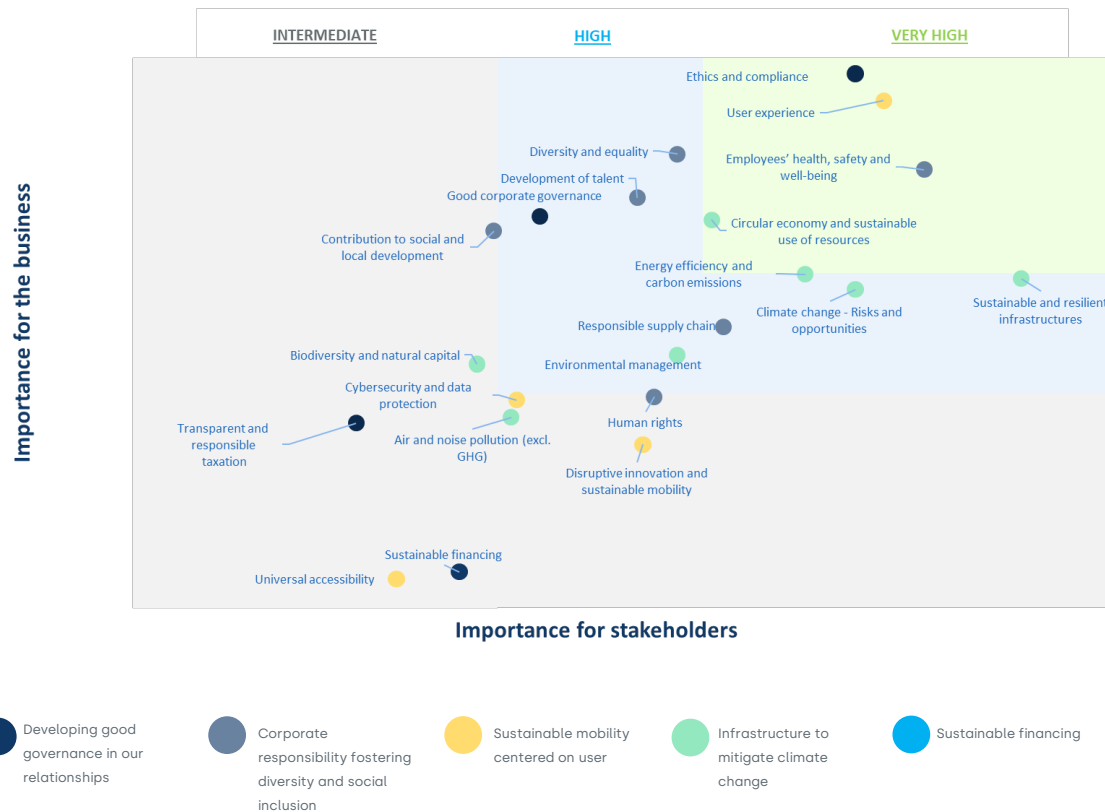 INTERMEDIATE
HIGH
VERY HIGH
Ethics and compliance
User experience
Diversity and equality
Employees’ health, safety and
well-being
Development of talent
Good corporate governance
Contribution to social and
local development
Circular economy and sustainable
use of resources
Energy efficiency and
carbon emissions
Climate change - Risks and
opportunities
Sustainable and resilient
infrastructures
Responsible supply chain
Biodiversity and natural capital
Environmental management
Cybersecurity and data
protection
Human rights
Transparent and
responsible
taxation
Air and noise pollution (excl.
GHG)
Disruptive innovation and
sustainable mobility
Sustainable financing
Universal accessibility
Importance for the business
Importance for stakeholders
Developing good
governance in our
relationships
Corporate
responsibility fostering
diversity and social
inclusion
Sustainable mobility
centered on user
Infrastructure to
mitigate climate
change
Sustainable financing